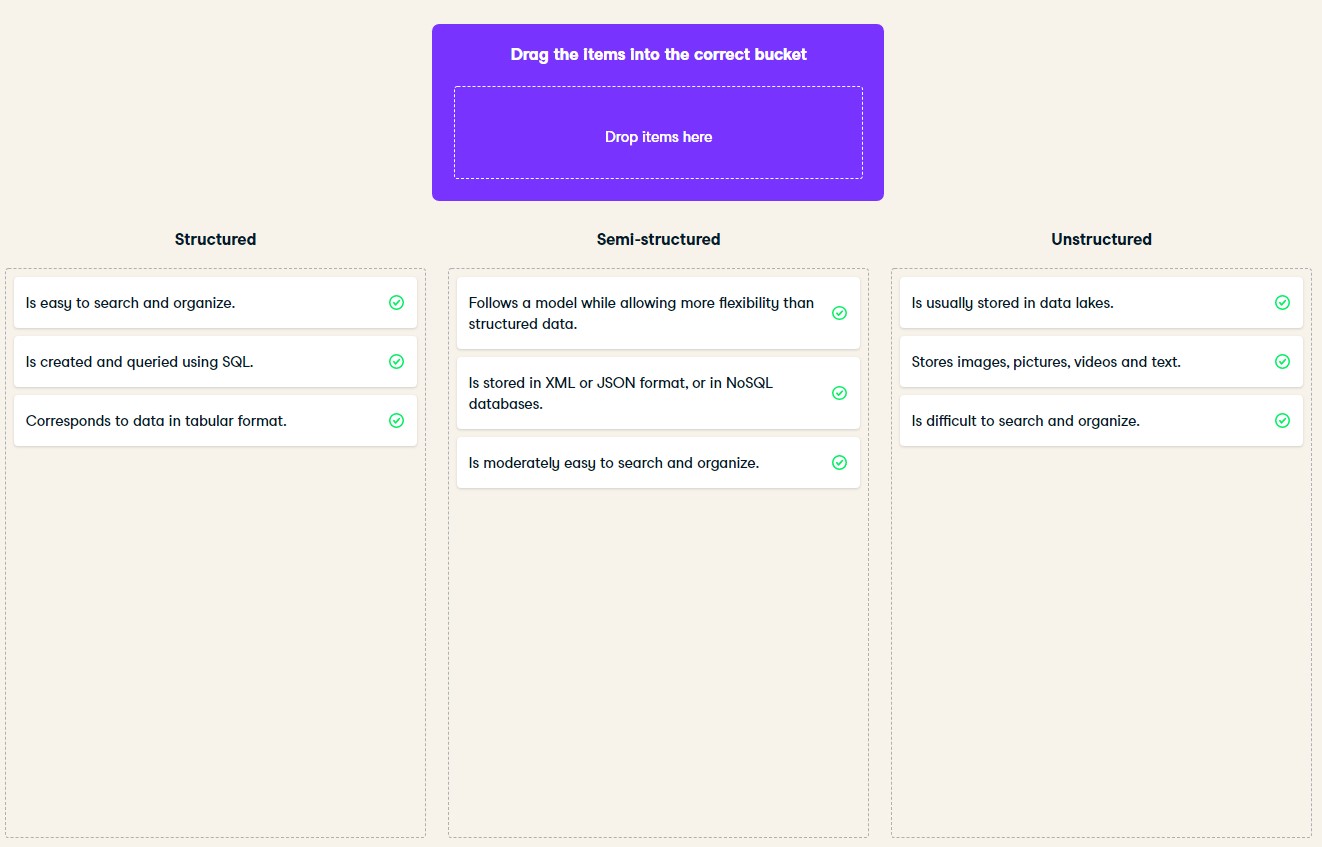 Drag the items into the correct bucket
Drop items here
Structured
Is easy to search and organize.
Is created and queried using SQL.
Corresponds to data in tabular format.
Semi-structured
Follows a model while allowing more flexibility than
structured data.
Is stored in XML or JSON format, or in NoSQL
databases.
Is moderately easy to search and organize.
Unstructured
Is usually stored in data lakes.
Stores images, pictures, videos and text.
Is difficult to search and organize.